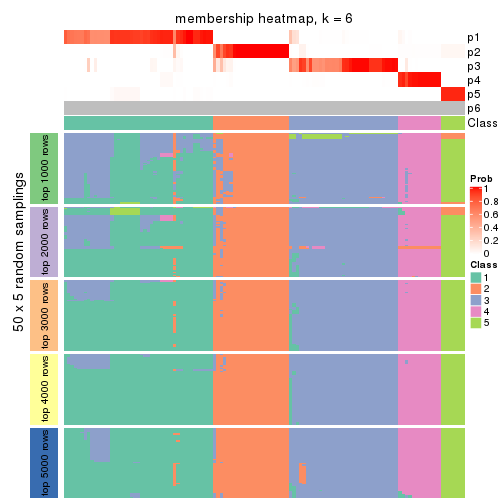 membership heatmap, k = 6
p1
p2
p3
p4
p5
p6
Class
50 x 5 random samplings
top 1000 rows
top 2000 rows
top 3000 rows
top 4000 rows
top 5000 rows
Prob
1
0.8
0.6
0.4
0.2
0
Class
1
2
3
4
5